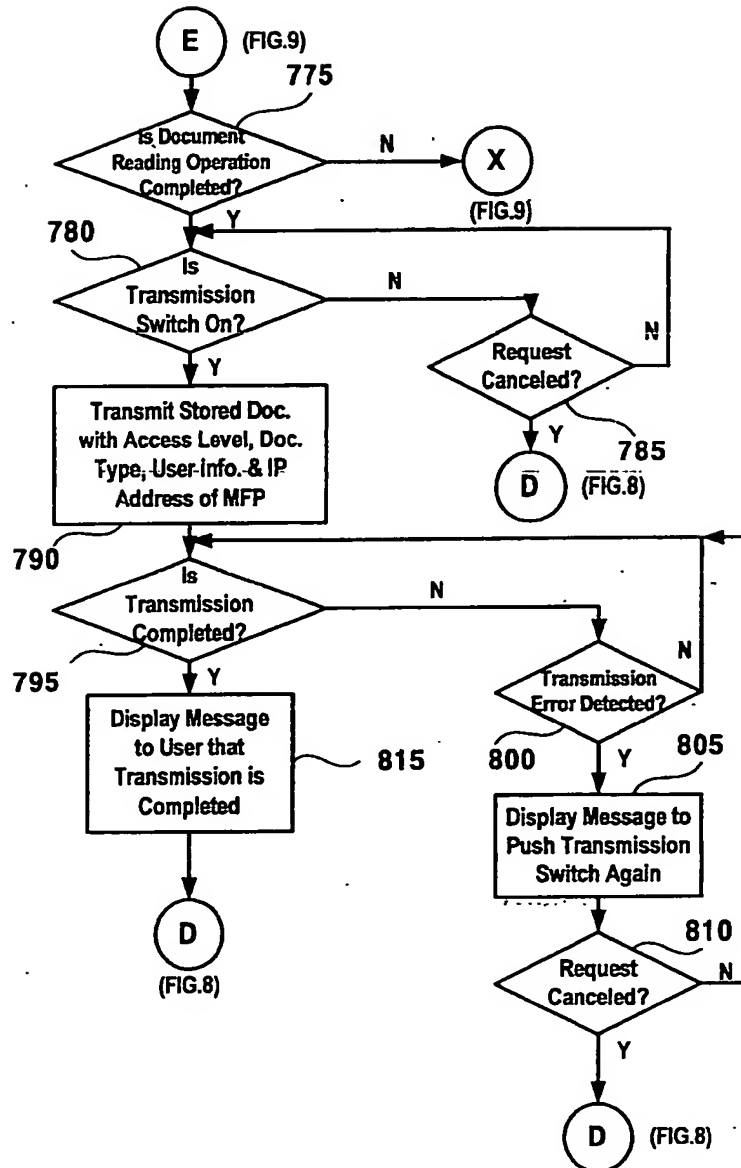 E (FIG.9)
775
Is Document
Reading Operation
Completed?
N
X
(FIG.9)
Y
780
Is
Transmission
Switch On?
N
Y
Request
Canceled?
N
785
Y
D (FIG.8)
Transmit Stored Doc.
with Access Level, Doc.
Type, User-info. & IP
Address of MFP
790
Is
Transmission
Completed?
N
795
Y
Transmission
Error Detected?
N
800
Y
Display Message
to User that
Transmission is
Completed
815
805
Display Message to
Push Transmission
Switch Again
D
(FIG.8)
810
Request
Canceled?
N
Y
D (FIG.8)